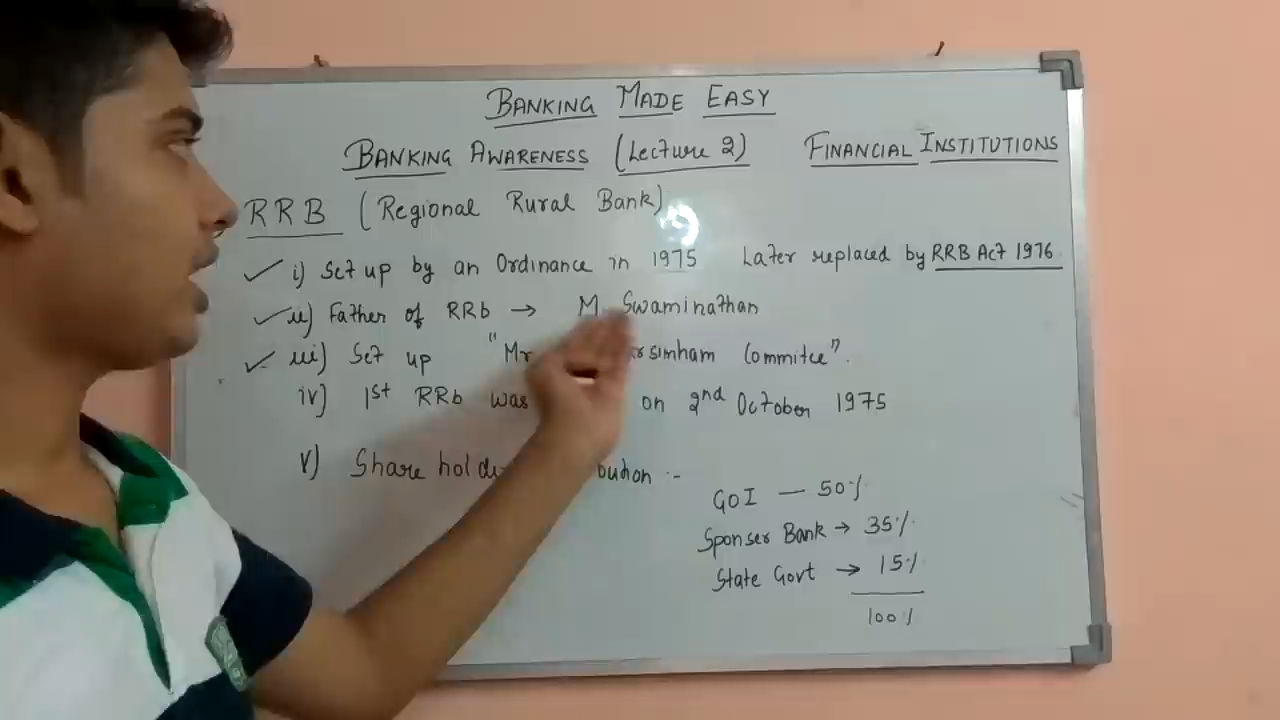 BANKING MADE EASY
BANKING AWARENESS (Lecture 2) FINANCIAL INSTITUTIONS
RRB (Regional Rural Bank)
i) Set up by an Ordinance in 1975 Later replaced by RRB Act 1976
ii) Father of RRb → M Swaminathan
iii) Set up "Mr Commitee".
iv) 1st RRb was on 2nd October 1975
v) Share :-
GOI — 50%
Sponser Bank → 35%
State Govt → 15%
100%